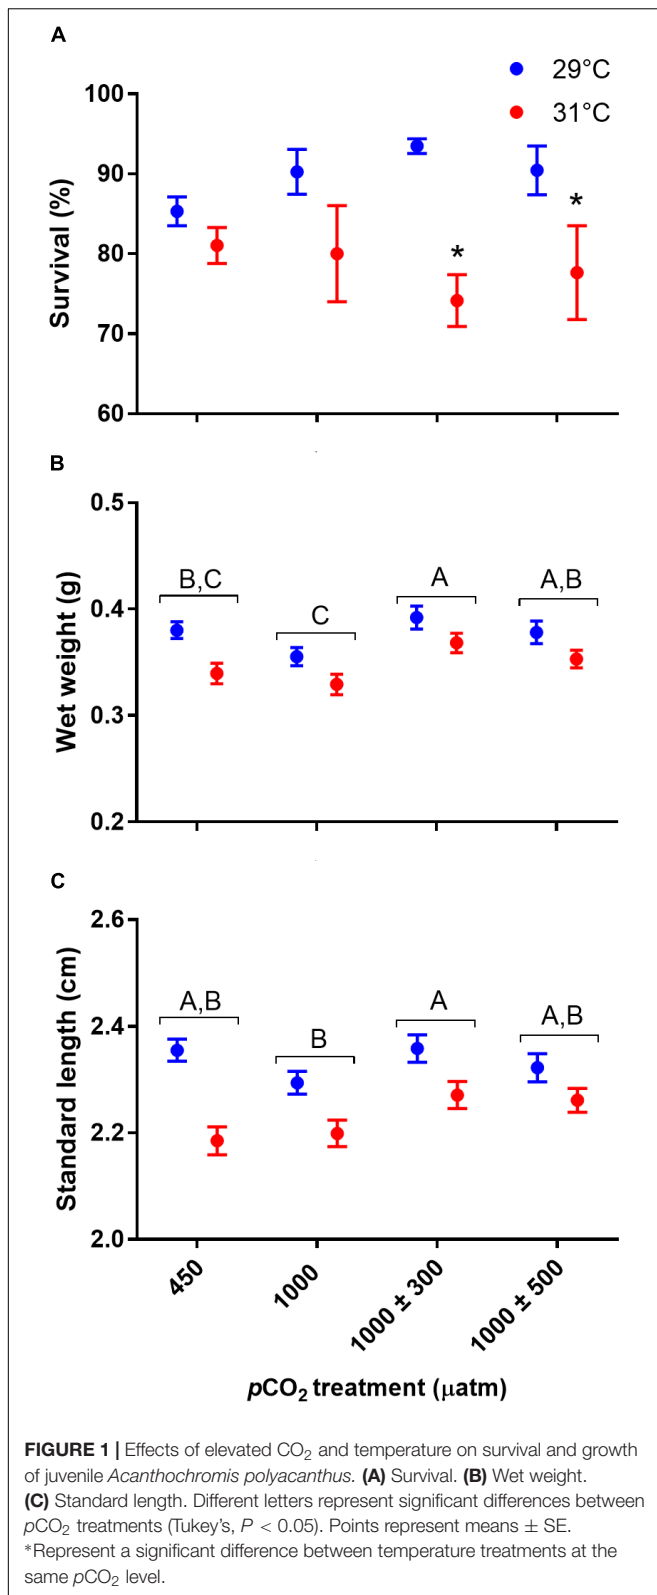 A
29°C
31°C
100
90
80
70
60
Survival (%)
*
*
B
0.5
0.4
0.3
0.2
Wet weight (g)
B,C
C
A
A,B
C
2.6
2.4
2.2
2.0
Standard length (cm)
A,B
B
A
A,B
450
1000
1000 ± 300
1000 ± 500
pCO₂ treatment (μatm)
FIGURE 1 | Effects of elevated CO₂ and temperature on survival and growth
of juvenile Acanthochromis polyacanthus. (A) Survival. (B) Wet weight.
(C) Standard length. Different letters represent significant differences between
pCO₂ treatments (Tukey's, P < 0.05). Points represent means ± SE.
*Represent a significant difference between temperature treatments at the
same pCO₂ level.